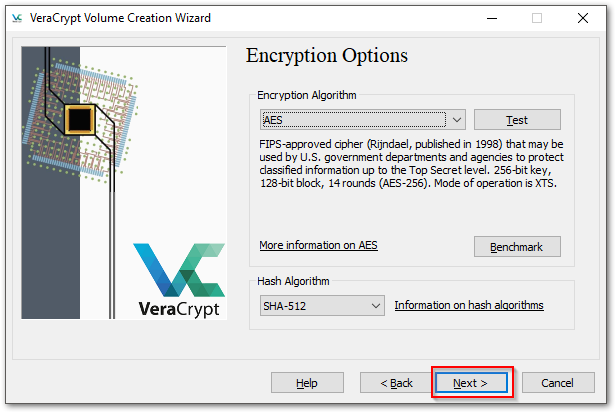 VeraCrypt Volume Creation Wizard
Encryption Options
Encryption Algorithm
AES
Test
FIPS-approved cipher (Rijndael, published in 1998) that may be
used by U.S. government departments and agencies to protect
classified information up to the Top Secret level. 256-bit key,
128-bit block, 14 rounds (AES-256). Mode of operation is XTS.
More information on AES
Benchmark
VeraCrypt
Hash Algorithm
SHA-512
Information on hash algorithms
Help
< Back
Next >
Cancel